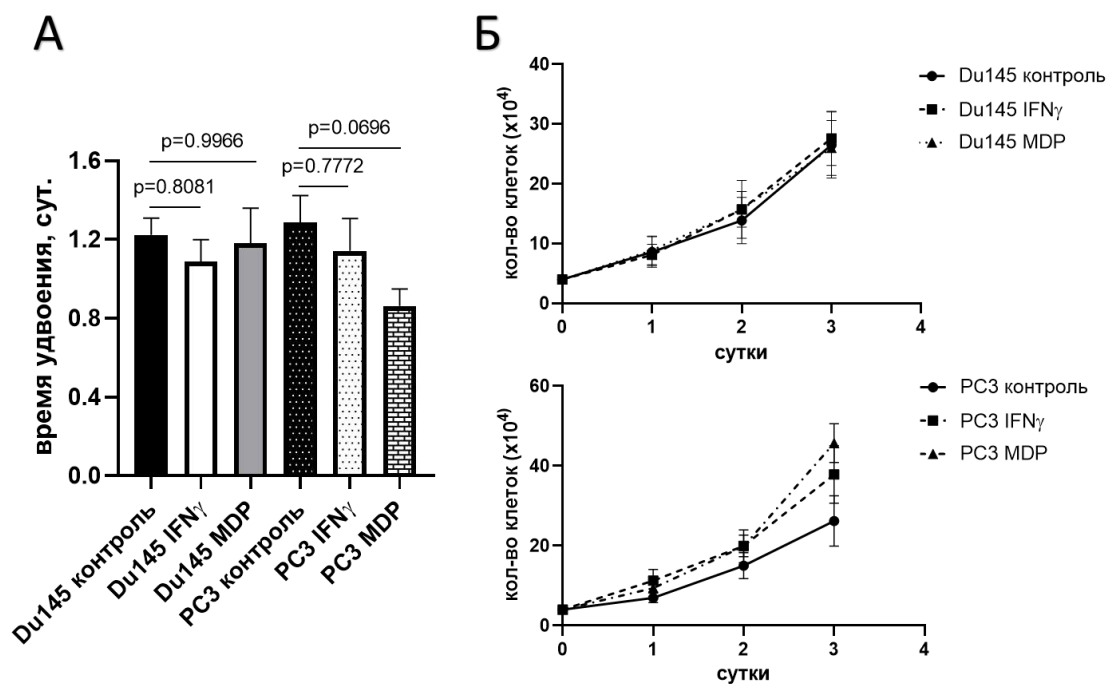 А
Б
p=0.9966
p=0.0696
p=0.8081
p=0.7772
время удвоения, сут.
1.6
1.2
0.8
0.4
0.0
Du145 контроль
Du145 IFNγ
Du145 MDP
PC3 контроль
PC3 IFNγ
PC3 MDP
кол-во клеток (x10⁴)
40
30
20
10
0
0 1 2 3 4
сутки
Du145 контроль
Du145 IFNγ
Du145 MDP
кол-во клеток (x10⁴)
60
40
20
0
0 1 2 3 4
сутки
PC3 контроль
PC3 IFNγ
PC3 MDP